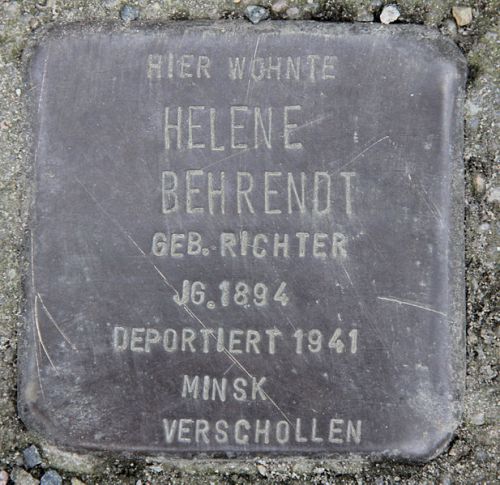 HIER WOHNTE
HELENE
BEHRENDT
GEB. RICHTER
JG. 1894
DEPORTIERT 1941
MINSK
VERSCHOLLEN